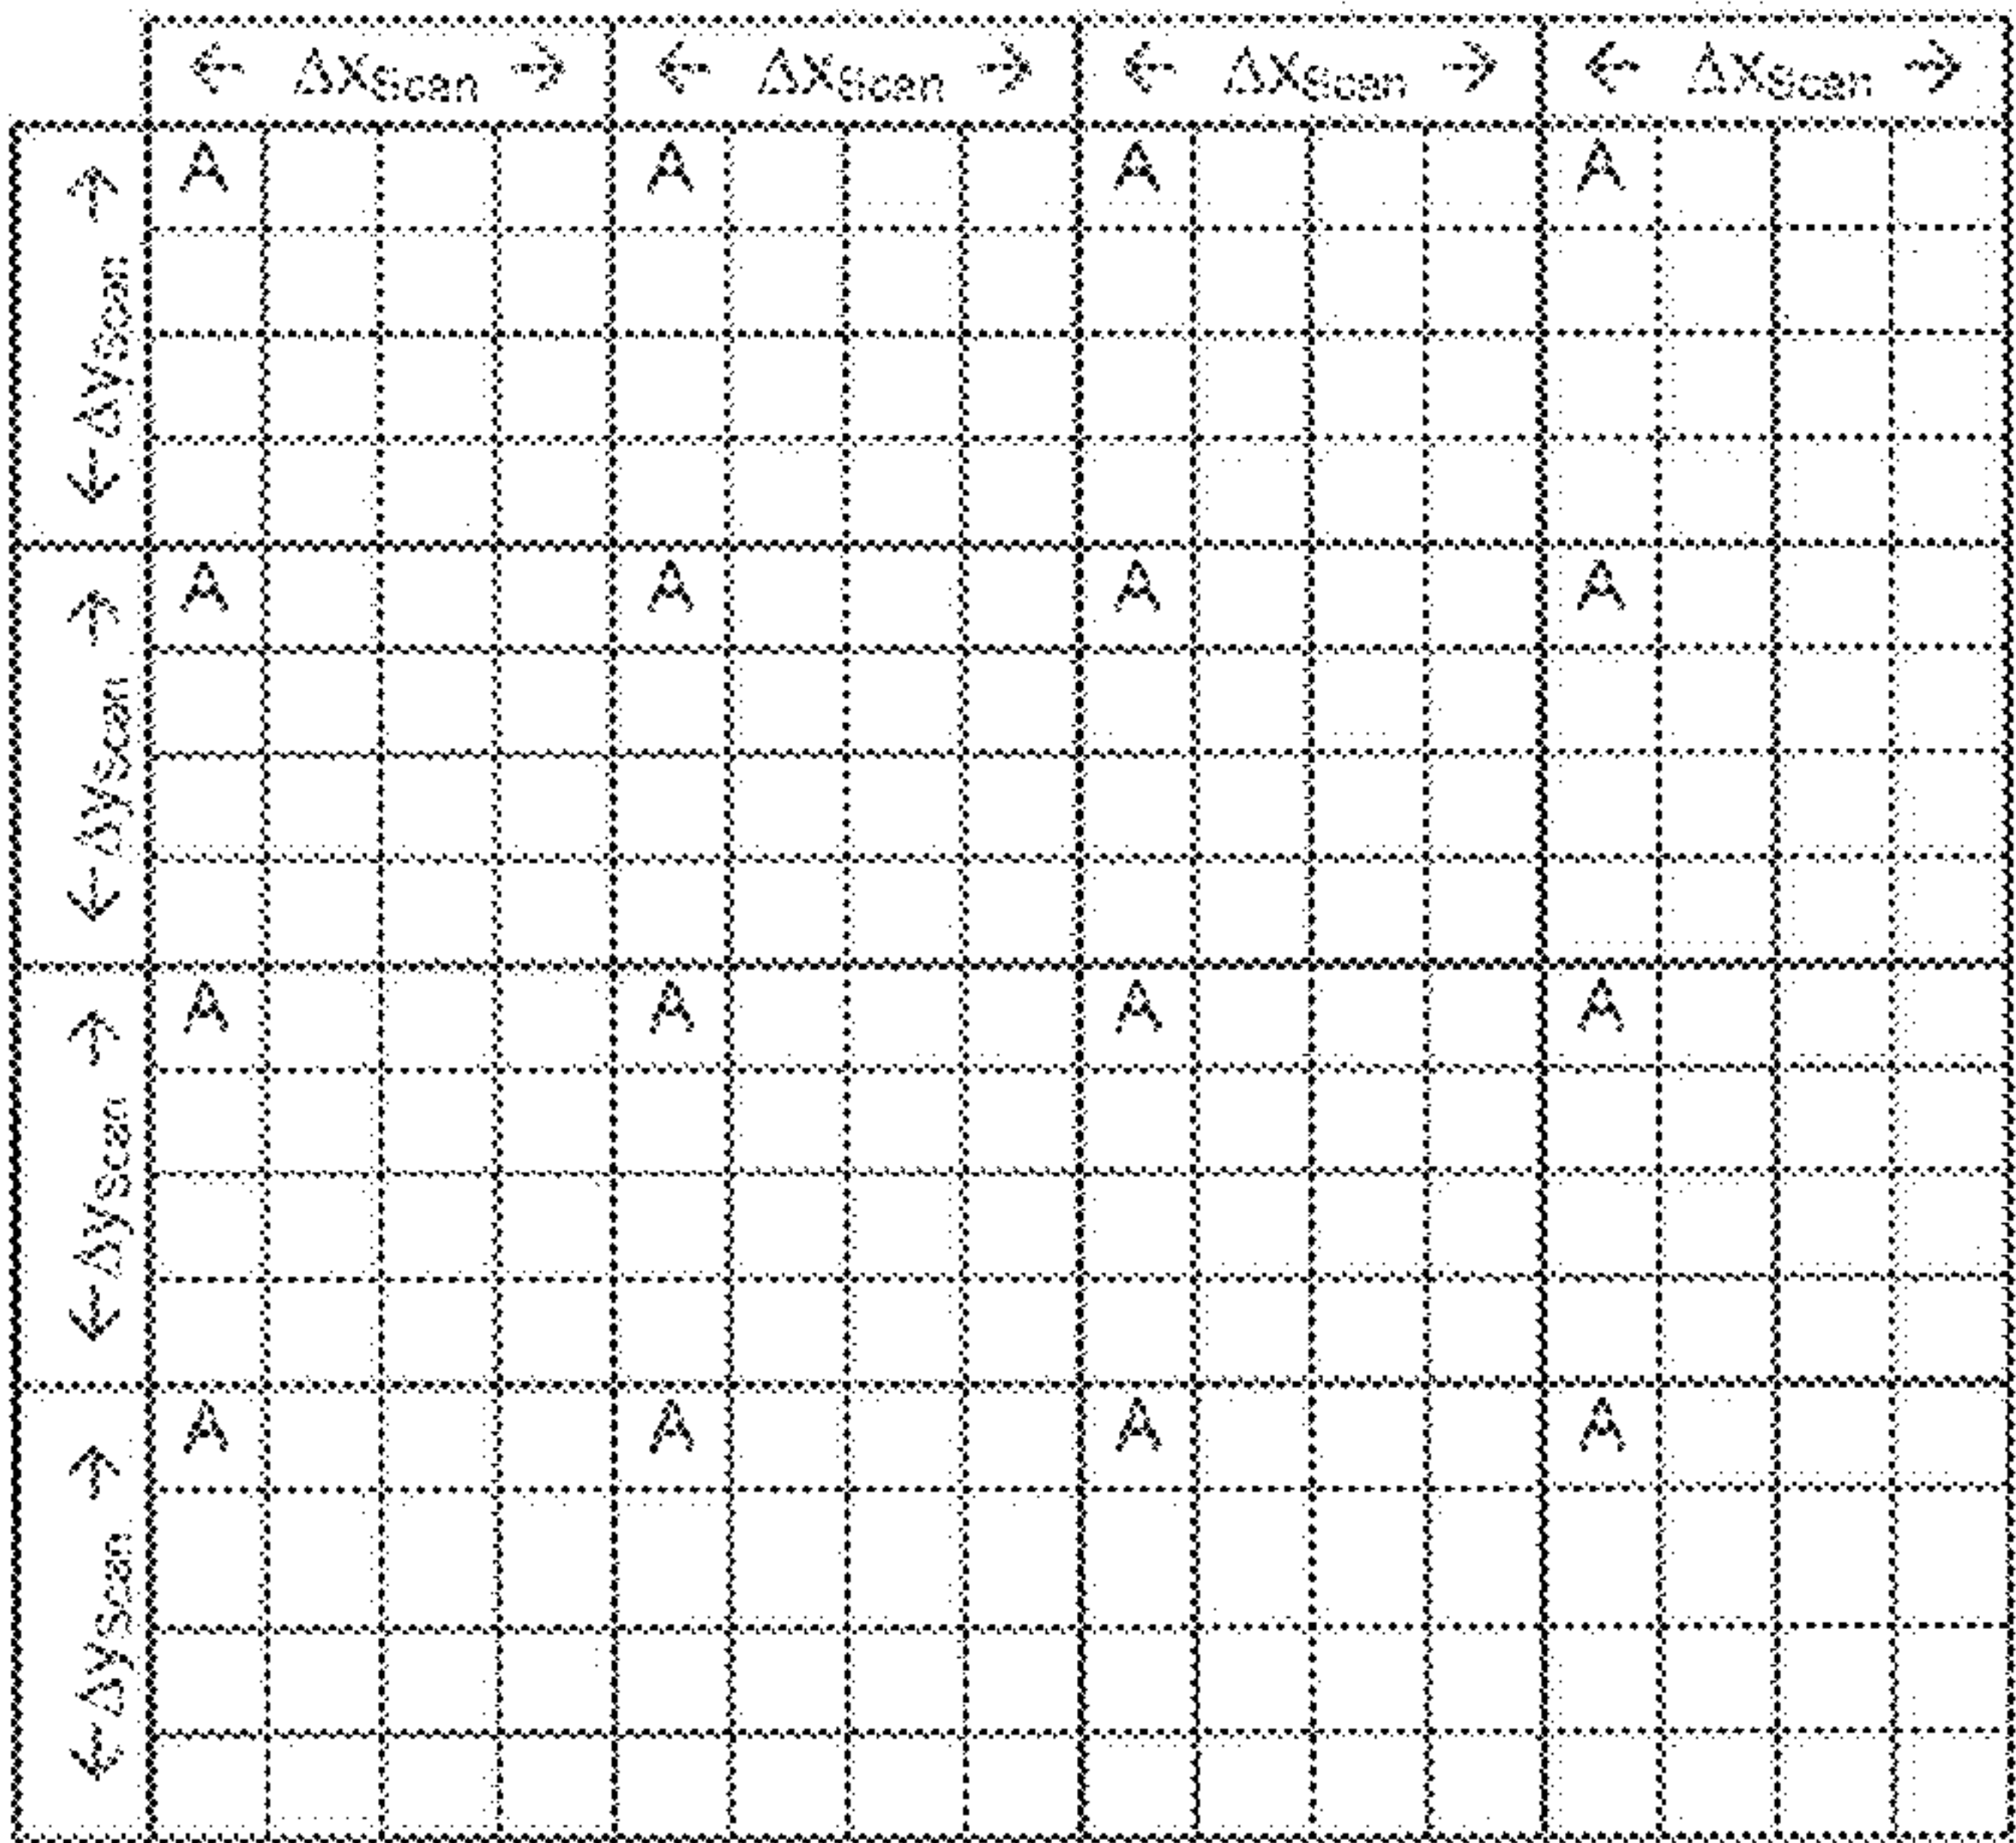 ← ΔXScan → ← ΔXScan → ← ΔXScan → ← ΔXScan →
← ΔyScan →
A A A A
← ΔyScan →
A A A A
← ΔyScan →
A A A A
← ΔyScan →
A A A A